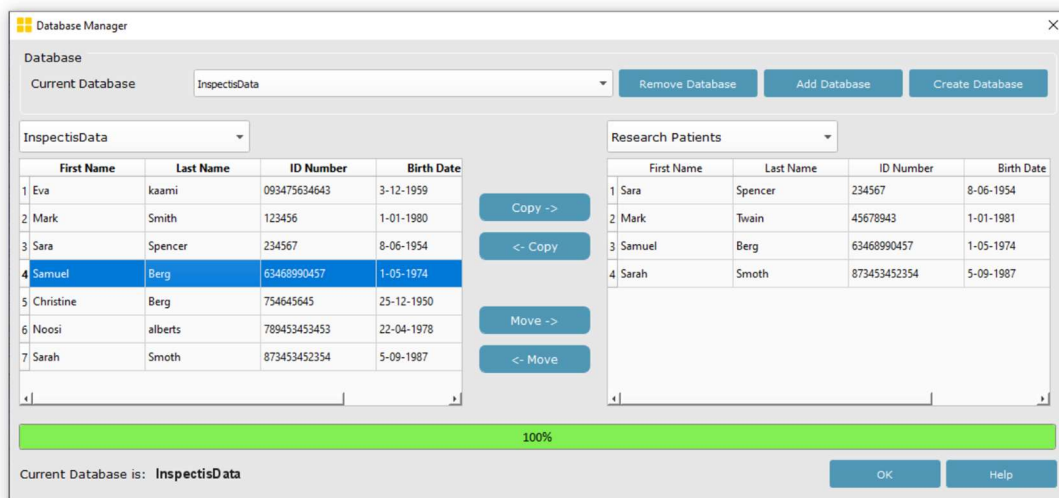 Database Manager
Database
Current Database InspectisData Remove Database Add Database Create Database
InspectisData
First Name Last Name ID Number Birth Date
1 Eva kaami 093475634643 3-12-1959
2 Mark Smith 123456 1-01-1980
3 Sara Spencer 234567 8-06-1954
4 Samuel Berg 63468990457 1-05-1974
5 Christine Berg 754645645 25-12-1950
6 Noosi alberts 789453453453 22-04-1978
7 Sarah Smoth 873453452354 5-09-1987
Copy ->
<- Copy
Move ->
<- Move
Research Patients
First Name Last Name ID Number Birth Date
1 Sara Spencer 234567 8-06-1954
2 Mark Twain 45678943 1-01-1981
3 Samuel Berg 63468990457 1-05-1974
4 Sarah Smoth 873453452354 5-09-1987
100%
Current Database is: InspectisData
OK Help